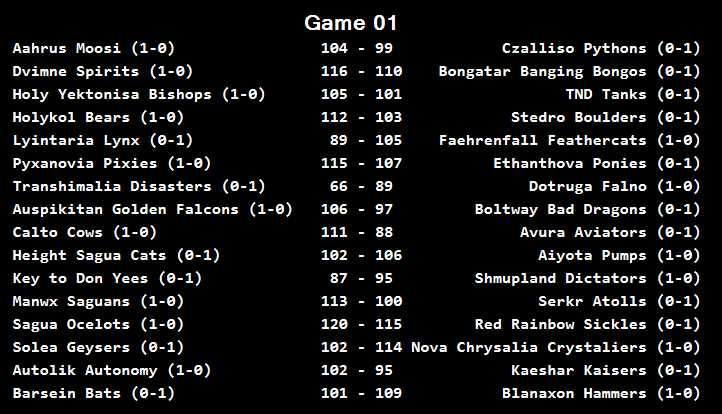 Game 01
Aahrus Moosi (1-0) 104 - 99 Czalliso Pythons (0-1)
Dvimne Spirits (1-0) 116 - 110 Bongatar Banging Bongos (0-1)
Holy Yektonisa Bishops (1-0) 105 - 101 TND Tanks (0-1)
Holykol Bears (1-0) 112 - 103 Stedro Boulders (0-1)
Lyintaria Lynx (0-1) 89 - 105 Faehrenfall Feathercats (1-0)
Pyxanovia Pixies (1-0) 115 - 107 Ethanthova Ponies (0-1)
Transhimalia Disasters (0-1) 66 - 89 Dotruga Falno (1-0)
Auspikitan Golden Falcons (1-0) 106 - 97 Boltway Bad Dragons (0-1)
Calto Cows (1-0) 111 - 88 Avura Aviators (0-1)
Height Sagua Cats (0-1) 102 - 106 Aiyota Pumps (1-0)
Key to Don Yees (0-1) 87 - 95 Shmupland Dictators (1-0)
Manwx Saguans (1-0) 113 - 100 Serkr Atolls (0-1)
Sagua Ocelots (1-0) 120 - 115 Red Rainbow Sickles (0-1)
Solea Geysers (0-1) 102 - 114 Nova Chrysalia Crystaliers (1-0)
Autolik Autonomy (1-0) 102 - 95 Kaeshar Kaisers (0-1)
Barsein Bats (0-1) 101 - 109 Blanaxon Hammers (1-0)